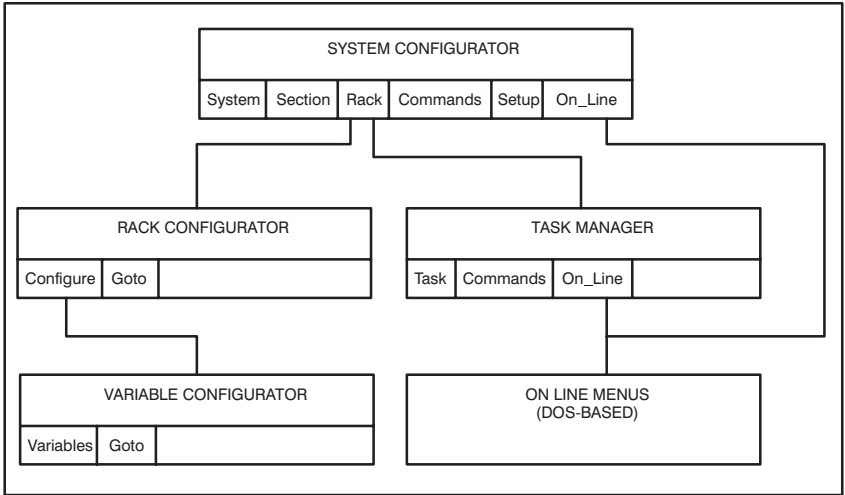 SYSTEM CONFIGURATOR
System Section Rack Commands Setup On_Line
RACK CONFIGURATOR
Configure Goto
TASK MANAGER
Task Commands On_Line
VARIABLE CONFIGURATOR
Variables Goto
ON LINE MENUS
(DOS-BASED)